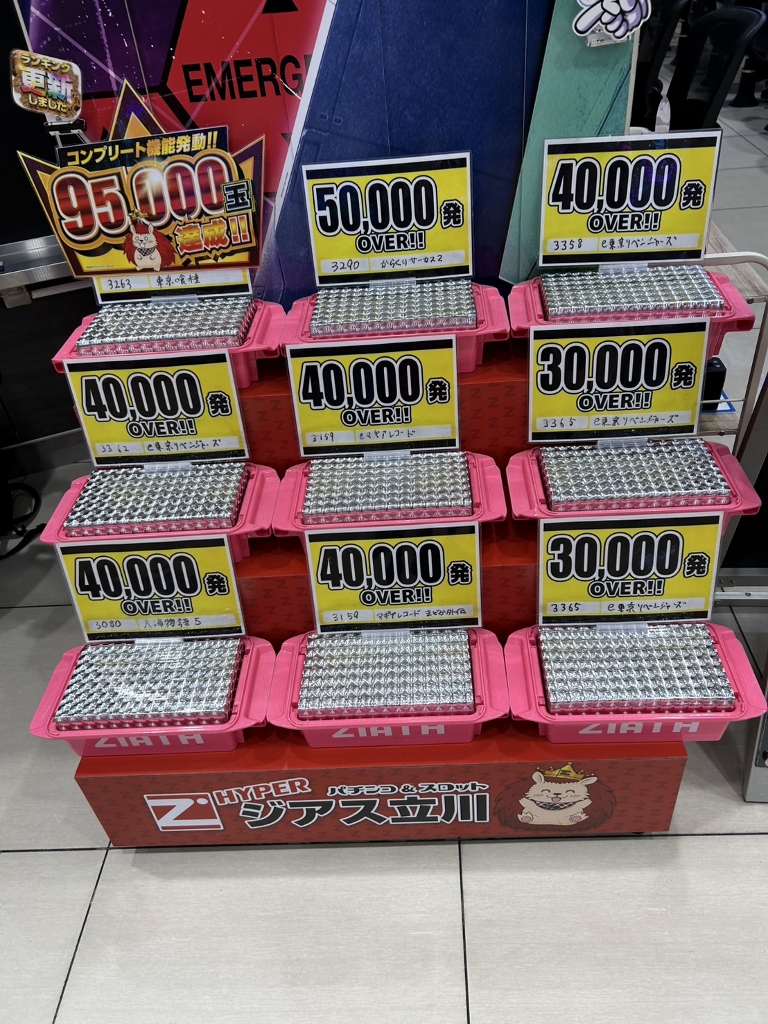 EMERG
ランキング
更新
しました
コンプリート機能発動!!
95,000玉
達成!!
3263 東京喰種
50,000発
OVER!!
3290 からくりサーカス2
40,000発
OVER!!
3358 e東京リベンジャーズ
40,000発
OVER!!
3362 e東京リベンジャーズ
40,000発
OVER!!
3159 eマギアレコード
30,000発
OVER!!
3365 e東京リベンジャーズ
40,000発
OVER!!
3080 大海物語5
40,000発
OVER!!
3159 マギアレコード まどかタイム
30,000発
OVER!!
3365 e東京リベンジャーズ
ZIATH
ZIATH
ZIATH
Z HYPER パチンコ&スロット
ジアス立川